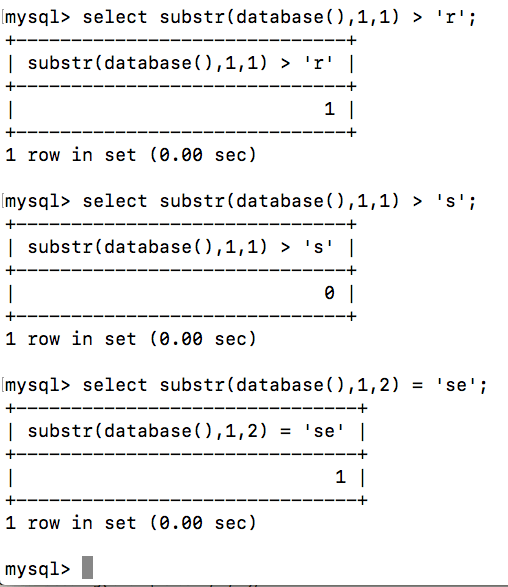 mysql> select substr(database(),1,1) > 'r';
+------------------------------+
| substr(database(),1,1) > 'r' |
+------------------------------+
|                            1 |
+------------------------------+
1 row in set (0.00 sec)

mysql> select substr(database(),1,1) > 's';
+------------------------------+
| substr(database(),1,1) > 's' |
+------------------------------+
|                            0 |
+------------------------------+
1 row in set (0.00 sec)

mysql> select substr(database(),1,2) = 'se';
+-------------------------------+
| substr(database(),1,2) = 'se' |
+-------------------------------+
|                             1 |
+-------------------------------+
1 row in set (0.00 sec)

mysql>